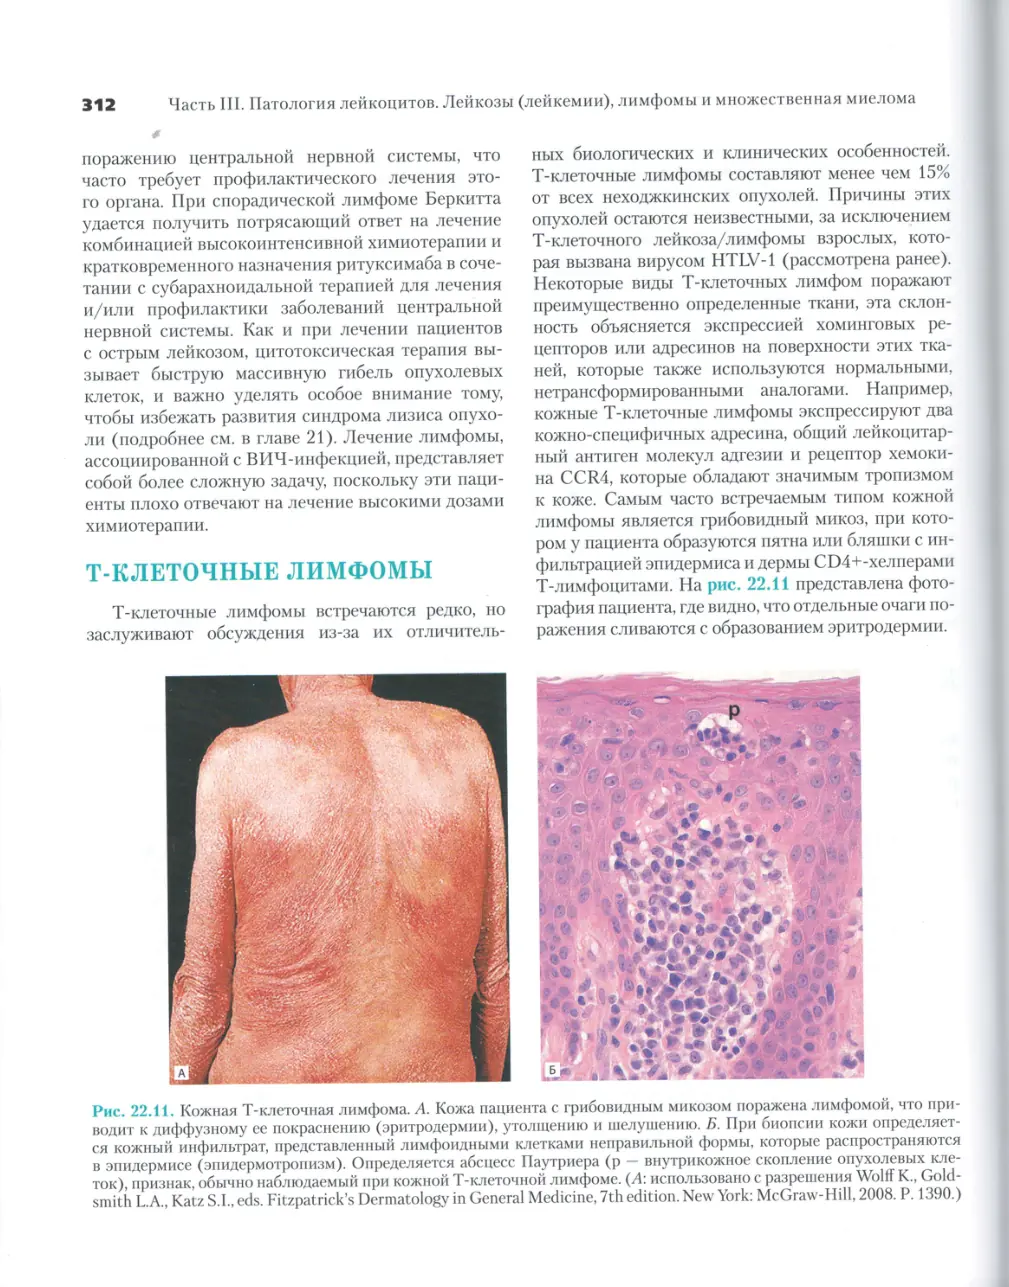 312 Часть III. Патология лейкоцитов. Лейкозы (лейкемии), лимфомы и множественная миелома
поражению центральной нервной системы, что
часто требует профилактического лечения это-
го органа. При спорадической лимфоме Беркитта
удается получить потрясающий ответ на лечение
комбинацией высокоинтенсивной химиотерапии и
кратковременного назначения ритуксимаба в соче-
тании с субарахноидальной терапией для лечения
и/или профилактики заболеваний центральной
нервной системы. Как и при лечении пациентов
с острым лейкозом, цитотоксическая терапия вы-
зывает быструю массивную гибель опухолевых
клеток, и важно уделять особое внимание тому,
чтобы избежать развития синдрома лизиса опухо-
ли (подробнее см. в главе 21). Лечение лимфомы,
ассоциированной с ВИЧ-инфекцией, представляет
собой более сложную задачу, поскольку эти паци-
енты плохо отвечают на лечение высокими дозами
химиотерапии.
Т-КЛЕТОЧНЫЕ ЛИМФОМЫ
Т-клеточные лимфомы встречаются редко, но
заслуживают обсуждения из-за их отличитель-
ных биологических и клинических особенностей.
Т-клеточные лимфомы составляют менее чем 15%
от всех неходжкинских опухолей. Причины этих
опухолей остаются неизвестными, за исключением
Т-клеточного лейкоза/лимфомы взрослых, кото-
рая вызвана вирусом HTLV-1 (рассмотрена ранее).
Некоторые виды Т-клеточных лимфом поражают
преимущественно определенные ткани, эта склон-
ность объясняется экспрессией хоминговых ре-
цепторов или адресинов на поверхности этих тка-
ней, которые также используются нормальными,
нетрансформированными аналогами. Например,
кожные Т-клеточные лимфомы экспрессируют два
кожно-специфичных адресина, общий лейкоцитар-
ный антиген молекул адгезии и рецептор хемоки-
на CCR4, которые обладают значимым тропизмом
к коже. Самым часто встречаемым типом кожной
лимфомы является грибовидный микоз, при кото-
ром у пациента образуются пятна или бляшки с ин-
фильтрацией эпидермиса и дермы CD4+-хелперами
Т-лимфоцитами. На рис. 22.11 представлена фото-
графия пациента, где видно, что отдельные очаги по-
ражения сливаются с образованием эритродермии.
А
р
Б
Рис. 22.11. Кожная Т-клеточная лимфома. А. Кожа пациента с грибовидным микозом поражена лимфомой, что при-
водит к диффузному ее покраснению (эритродермии), утолщению и шелушению. Б. При биопсии кожи определяет-
ся кожный инфильтрат, представленный лимфоидными клетками неправильной формы, которые распространяются
в эпидермисе (эпидермотропизм). Определяется абсцесс Паутриера (р — внутрикожное скопление опухолевых кле-
ток), признак, обычно наблюдаемый при кожной Т-клеточной лимфоме. (А: использовано с разрешения Wolff K., Gold-
smith L.A., Katz S.I., eds. Fitzpatrick's Dermatology in General Medicine, 7th edition. New York: McGraw-Hill, 2008. P. 1390.)